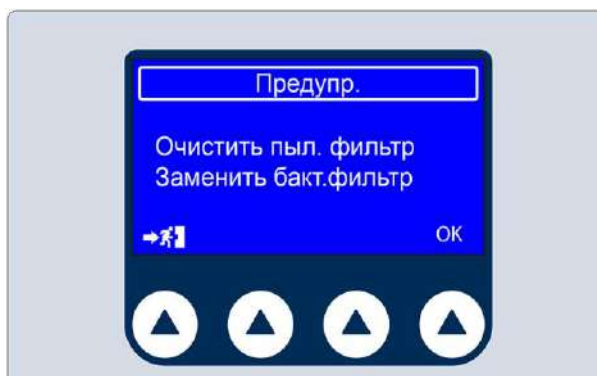 Предупр.
Очистить пыл. фильтр
Заменить бакт.фильтр
OK